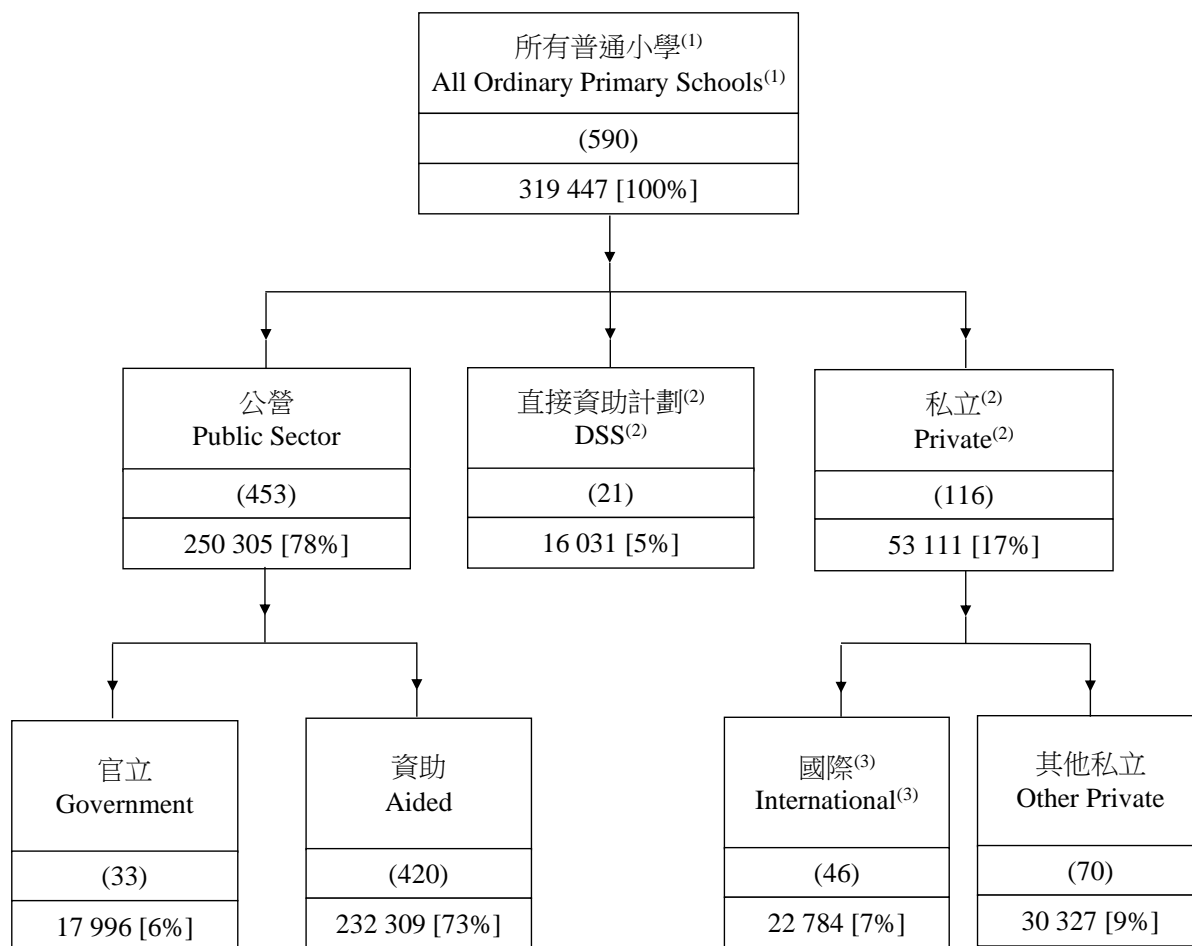 所有普通小學(1)
All Ordinary Primary Schools(1)
(590)
319 447 [100%]
公營
Public Sector
(453)
250 305 [78%]
直接資助計劃(2)
DSS(2)
(21)
16 031 [5%]
私立(2)
Private(2)
(116)
53 111 [17%]
官立
Government
(33)
17 996 [6%]
資助
Aided
(420)
232 309 [73%]
國際(3)
International(3)
(46)
22 784 [7%]
其他私立
Other Private
(70)
30 327 [9%]